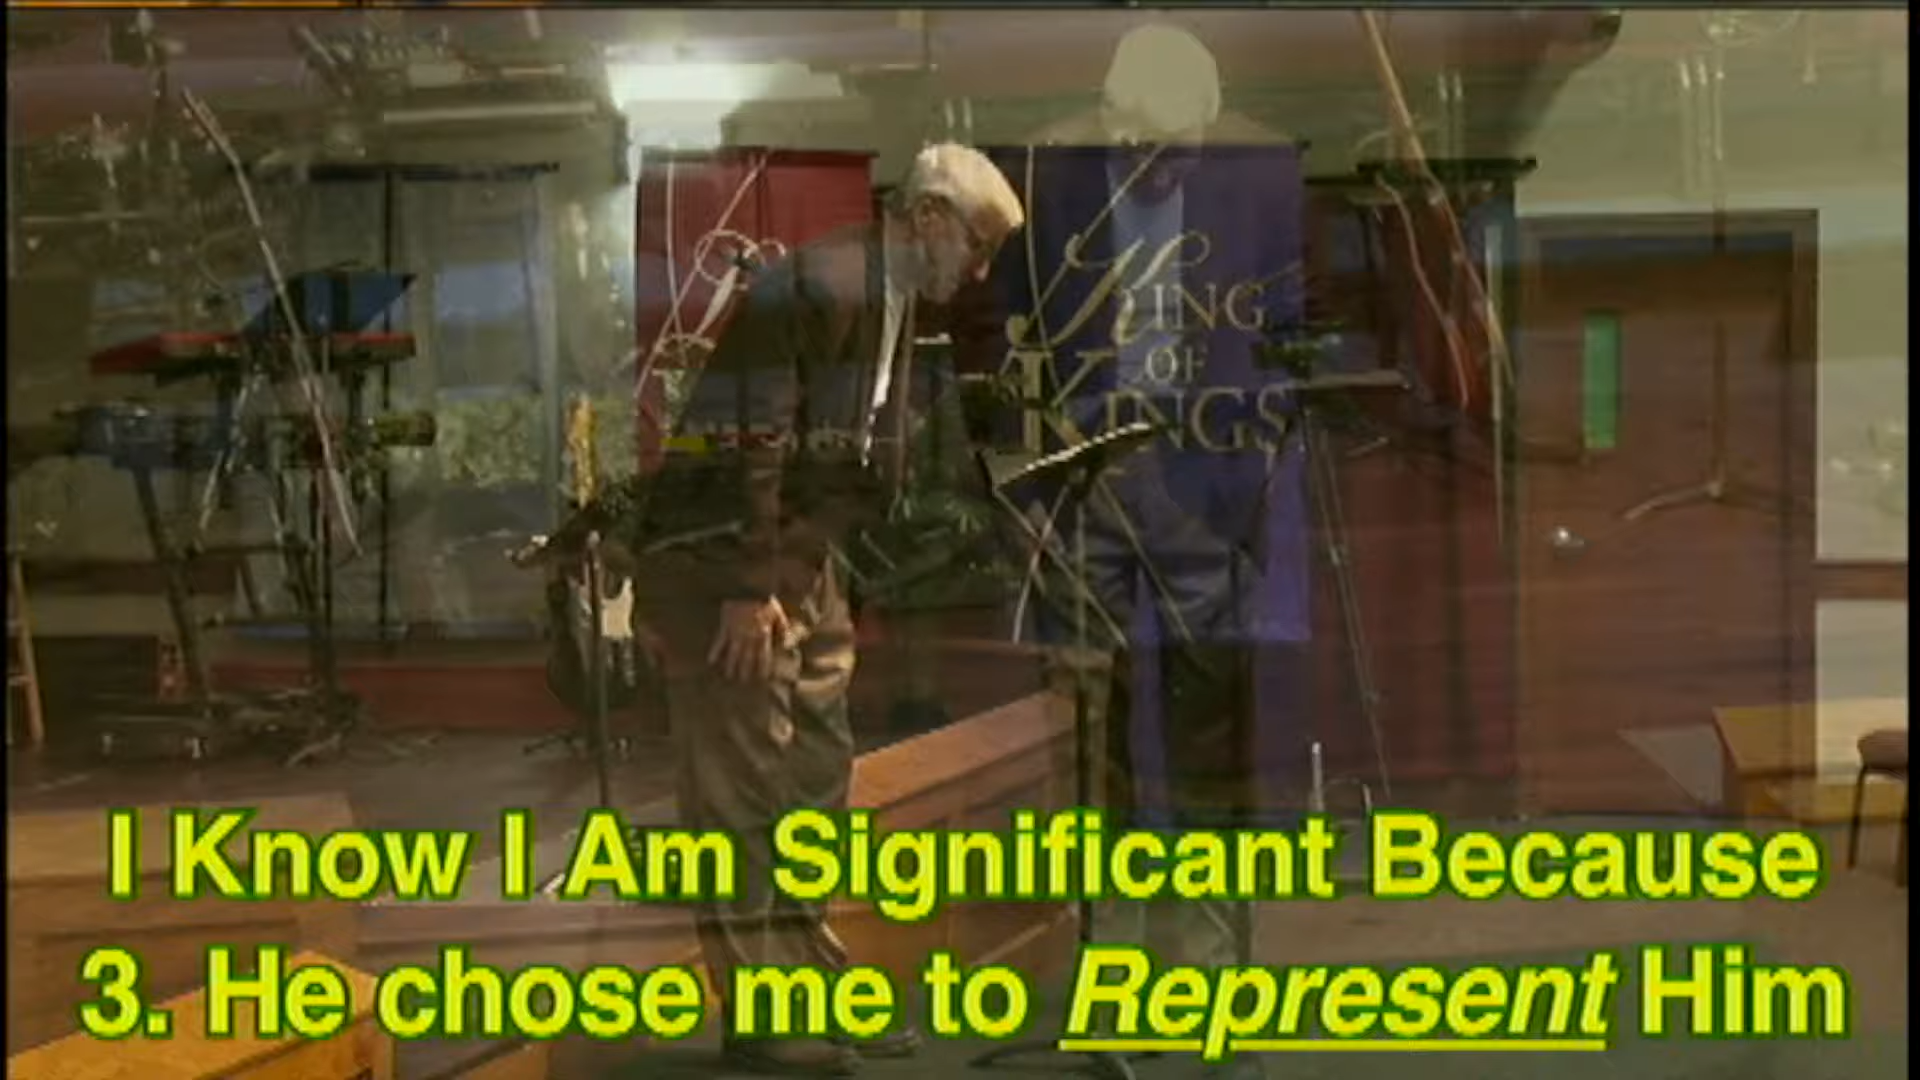 King
of
Kings
I Know I Am Significant Because
3. He chose me to Represent Him